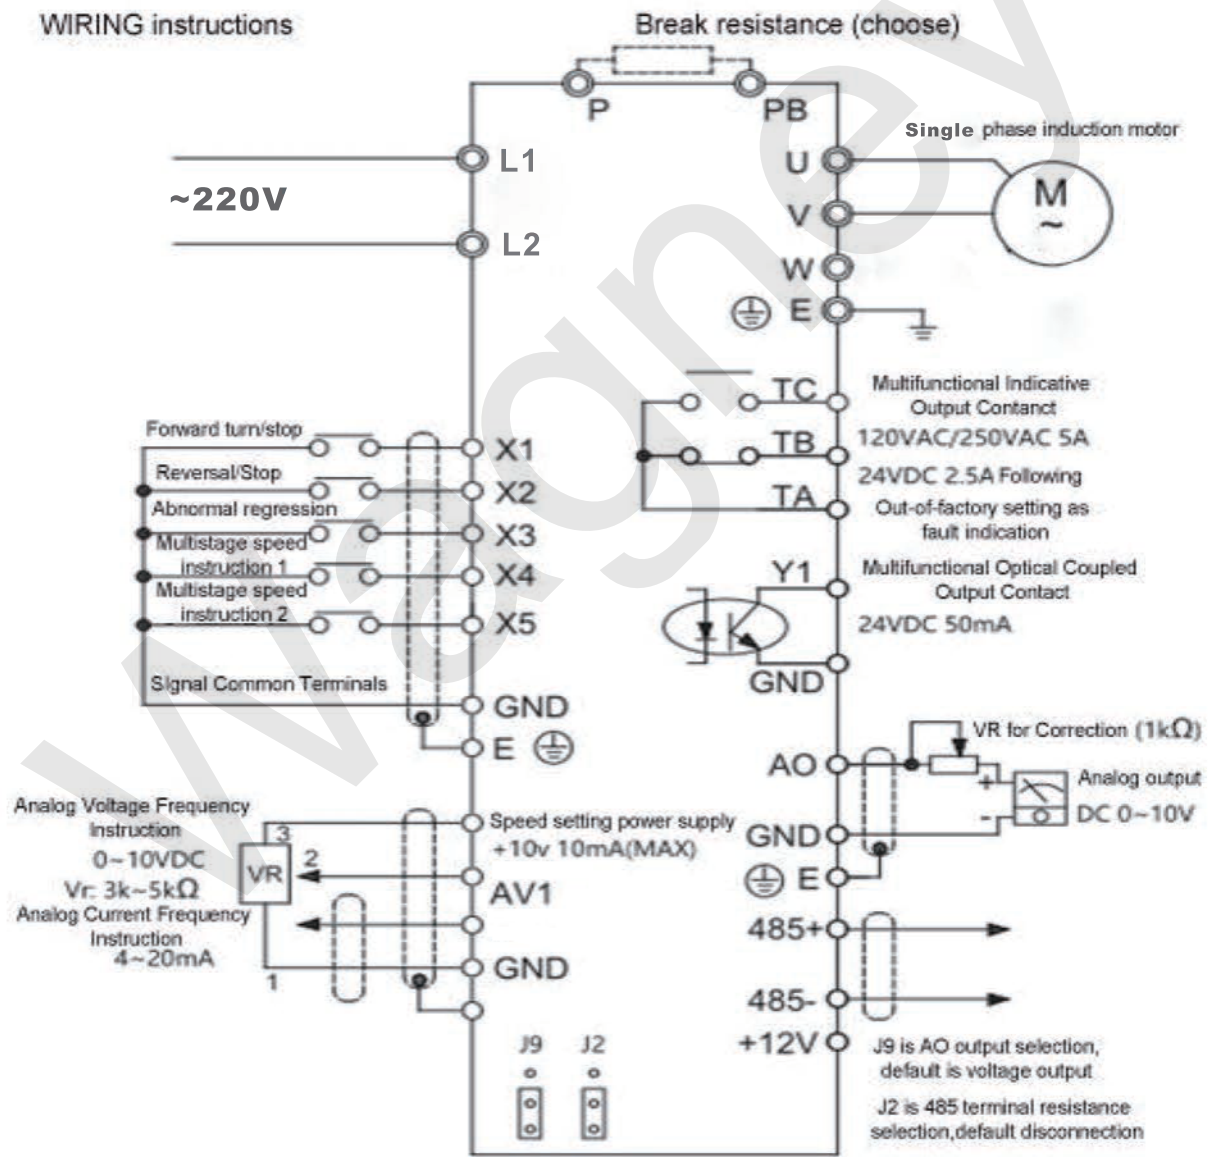 WIRING instructions
Break resistance (choose)
P
PB
Single phase induction motor
L1
U
M
~
~220V
V
L2
W
E
TC
Multifunctional Indicative
Output Contanct
TB
120VAC/250VAC 5A
24VDC 2.5A Following
TA
Out-of-factory setting as
fault indication
Forward turn/stop
X1
Reversal/Stop
X2
Abnormal regression
X3
Multistage speed
instruction 1
X4
Multistage speed
instruction 2
X5
Y1
Multifunctional Optical Coupled
Output Contact
24VDC 50mA
GND
Signal Common Terminals
GND
E
AO
VR for Correction (1kΩ)
+
-
Analog output
DC 0~10V
GND
E
Analog Voltage Frequency
Instruction
0~10VDC
Vr: 3k~5kΩ
3
VR
2
1
Speed setting power supply
+10v 10mA(MAX)
AV1
Analog Current Frequency
Instruction
4~20mA
GND
485+
485-
+12V
J9 J2
J9 is AO output selection,
default is voltage output
J2 is 485 terminal resistance
selection,default disconnection
Wagney